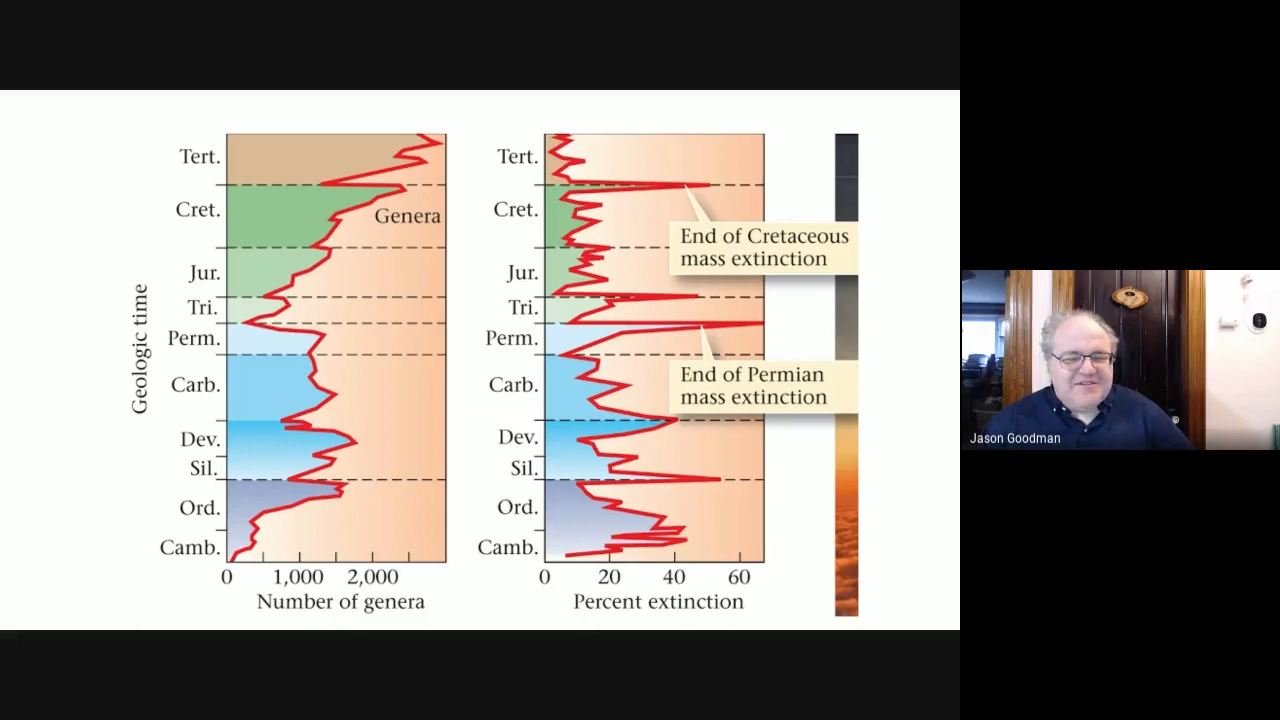 Geologic time
Tert.
Cret.
Jur.
Tri.
Perm.
Carb.
Dev.
Sil.
Ord.
Camb.
Genera
0 1,000 2,000
Number of genera
Tert.
Cret.
Jur.
Tri.
Perm.
Carb.
Dev.
Sil.
Ord.
Camb.
End of Cretaceous
mass extinction
End of Permian
mass extinction
0 20 40 60
Percent extinction
Jason Goodman